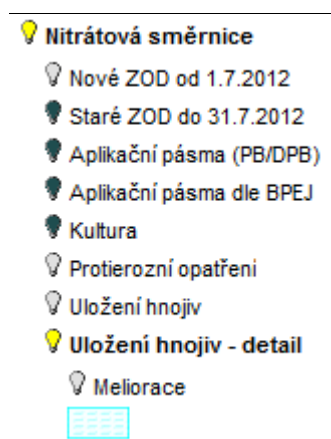 Nitrátová směrnice
Nové ZOD od 1.7.2012
Staré ZOD do 31.7.2012
Aplikační pásma (PB/DPB)
Aplikační pásma dle BPEJ
Kultura
Protierozní opatření
Uložení hnojiv
Uložení hnojiv - detail
Meliorace